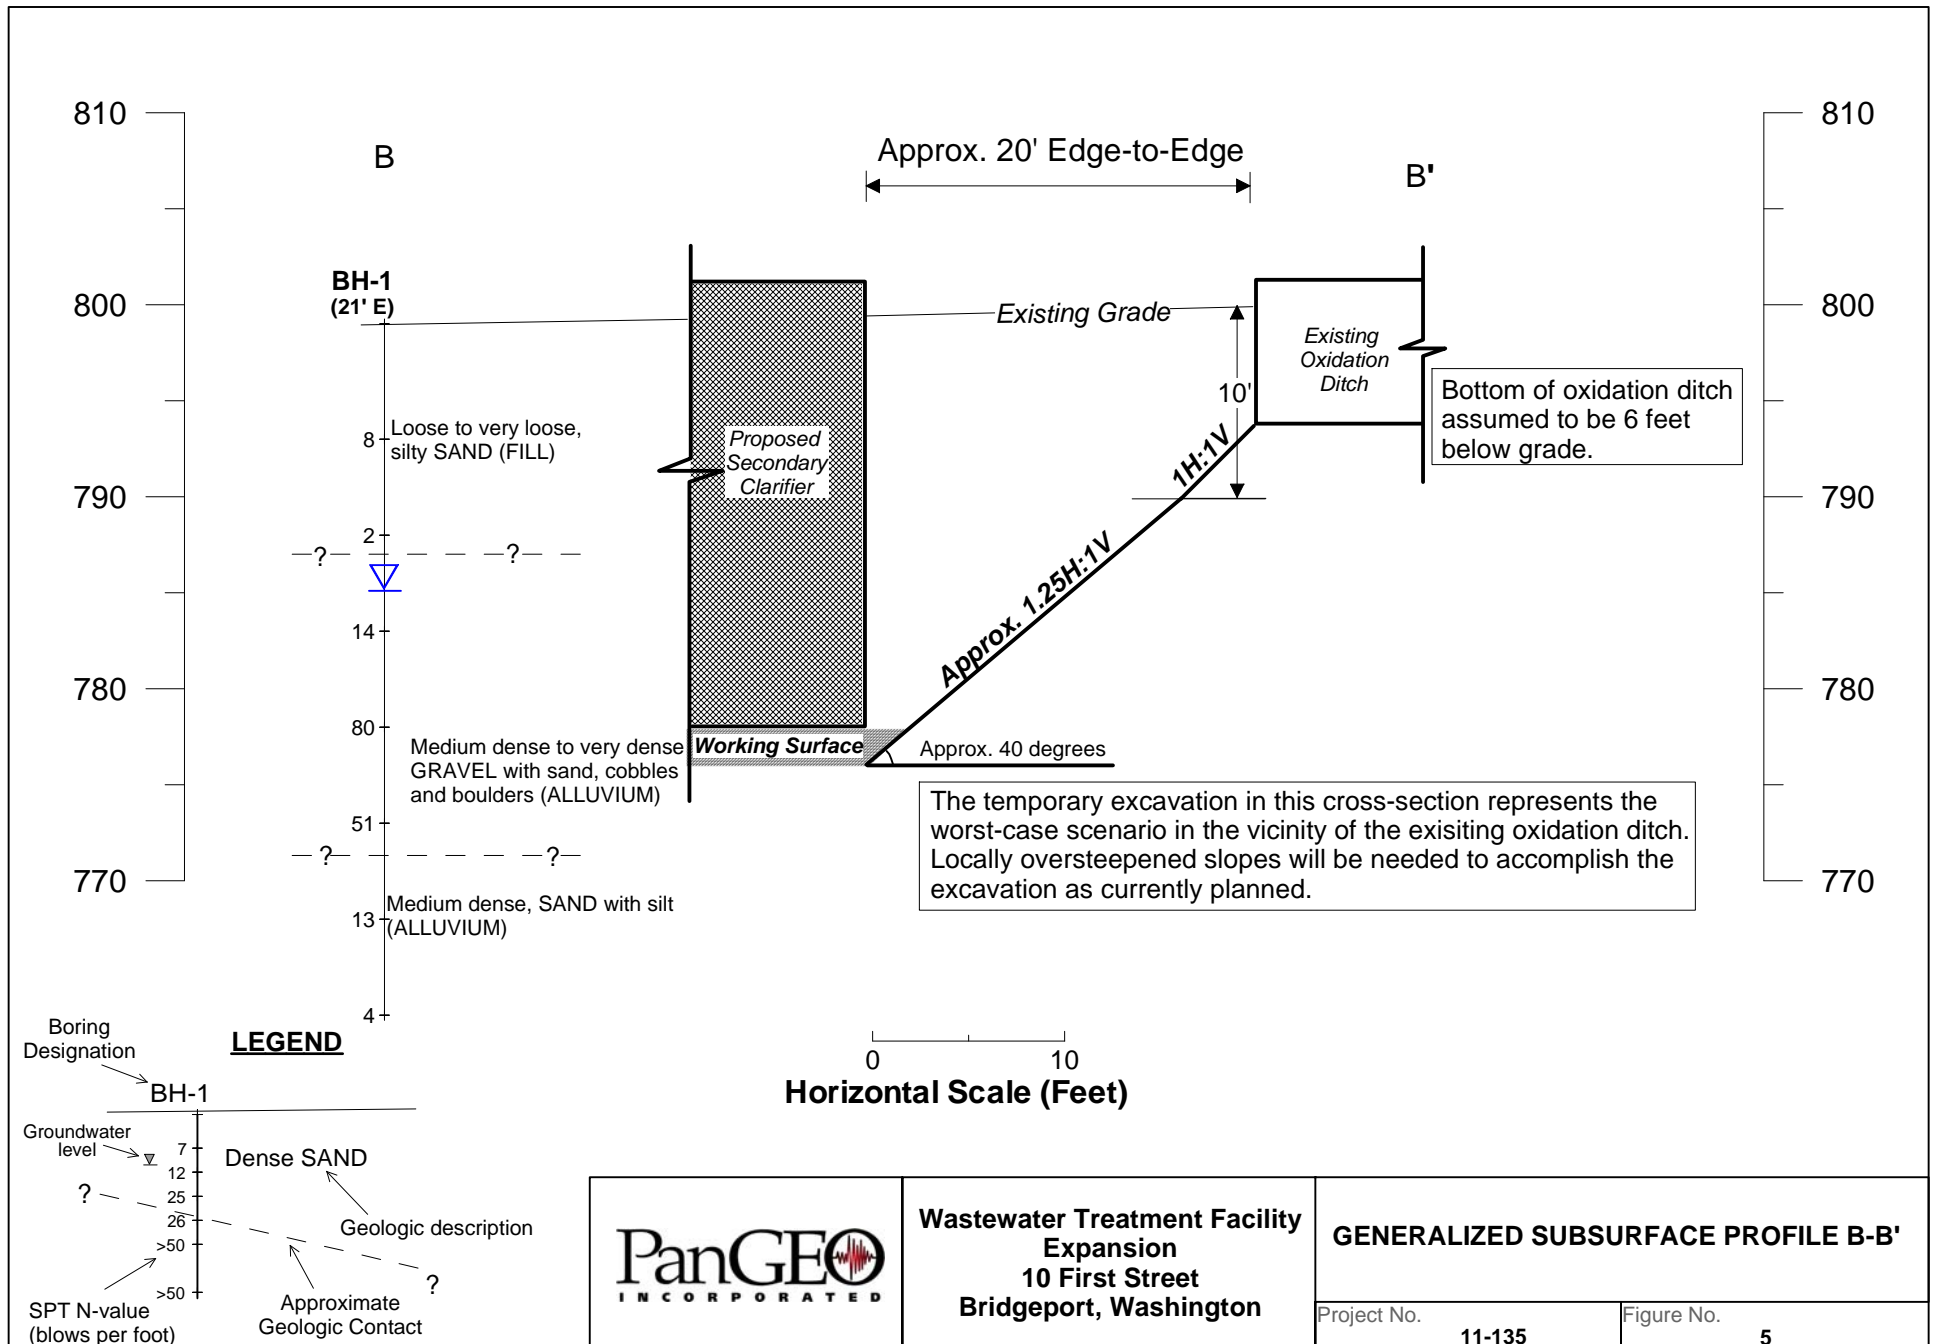 810
810
B
Approx. 20' Edge-to-Edge
B'
BH-1
(21' E)
800
800
Existing Grade
Existing
Oxidation
Ditch
10'
Bottom of oxidation ditch
assumed to be 6 feet
below grade.
8
Loose to very loose,
silty SAND (FILL)
Proposed
Secondary
Clarifier
1H:1V
790
790
2
?
?
14
Approx. 1.25H:1V
780
780
80
Medium dense to very dense
GRAVEL with sand, cobbles
and boulders (ALLUVIUM)
Working Surface
Approx. 40 degrees
The temporary excavation in this cross-section represents the
worst-case scenario in the vicinity of the exisiting oxidation ditch.
Locally oversteepened slopes will be needed to accomplish the
excavation as currently planned.
51
?
?
770
770
Medium dense, SAND with silt
(ALLUVIUM)
13
4
0
10
Horizontal Scale (Feet)
LEGEND
Boring
Designation
BH-1
Groundwater
level
7
12
25
26
>50
>50
Dense SAND
?
Geologic description
?
SPT N-value
(blows per foot)
Approximate
Geologic Contact
PanGEO
INCORPORATED
Wastewater Treatment Facility
Expansion
10 First Street
Bridgeport, Washington
GENERALIZED SUBSURFACE PROFILE B-B'
Project No.
11-135
Figure No.
5